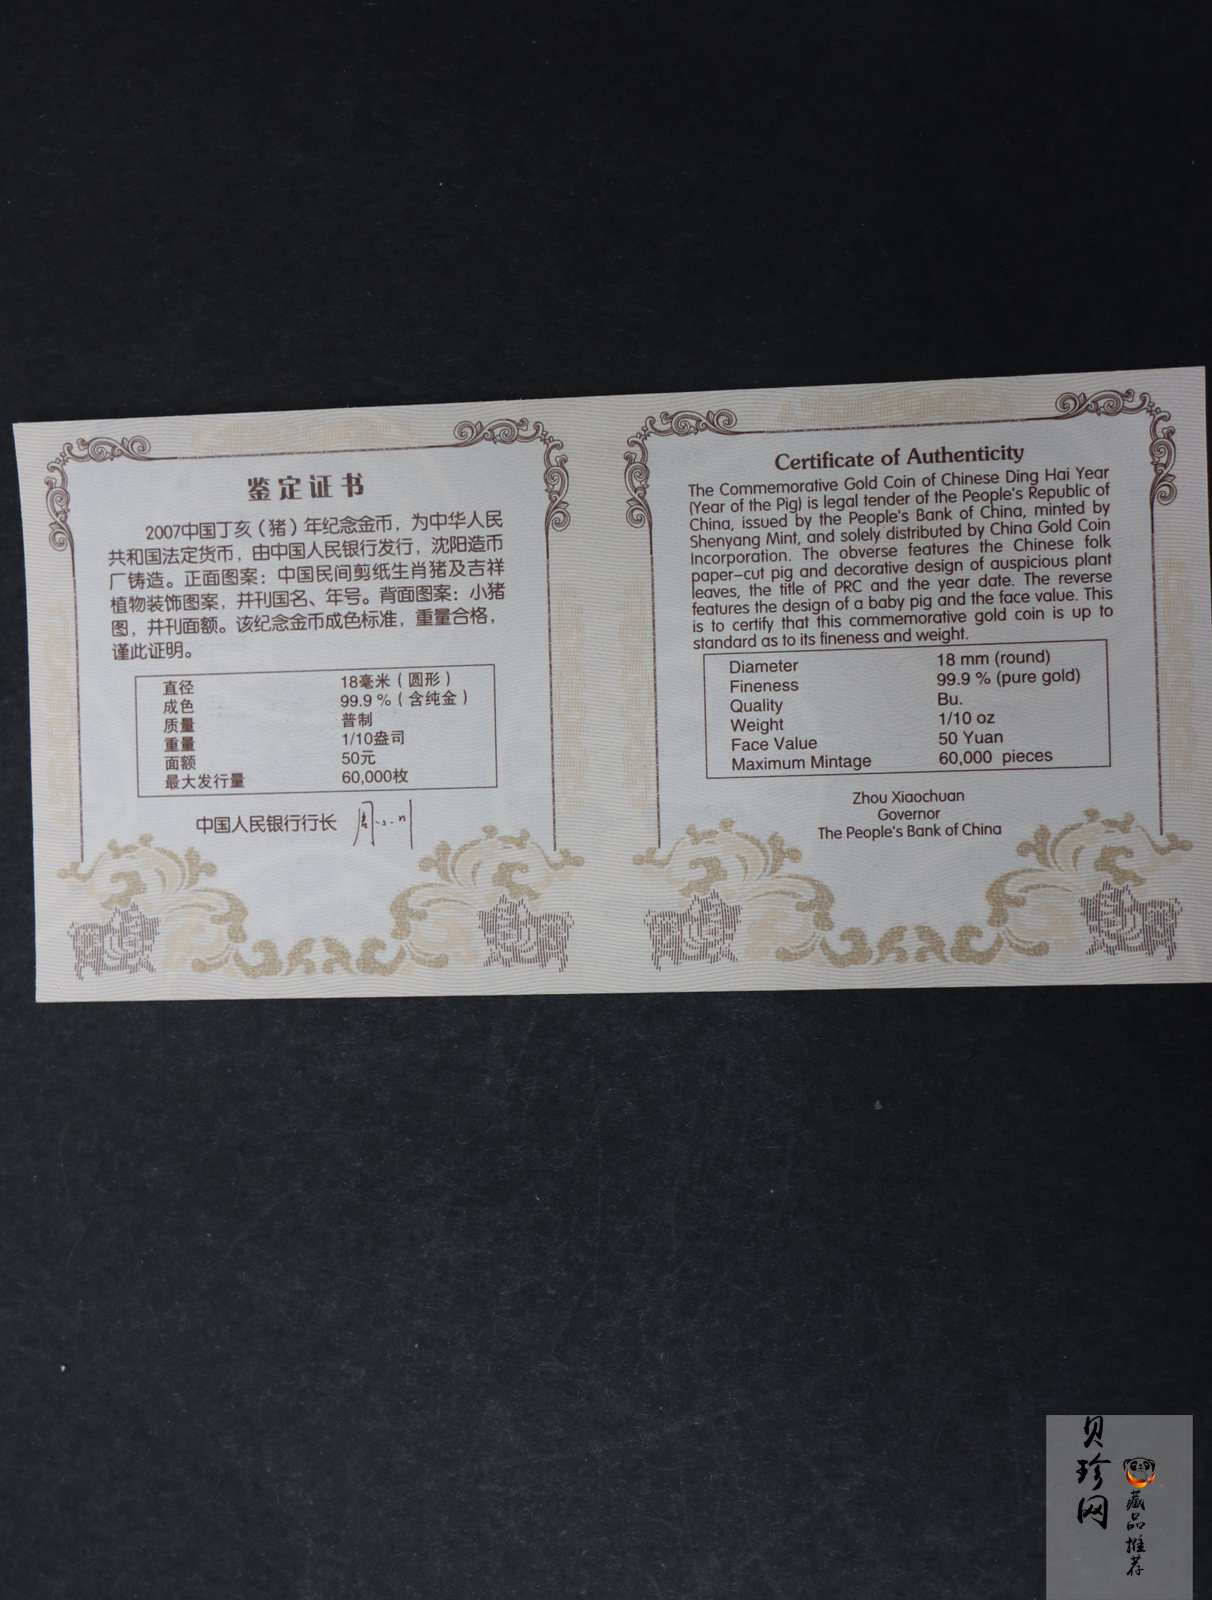 鉴定证书
2007中国丁亥（猪）年纪念金币，为中华人民
共和国法定货币，由中国人民银行发行，沈阳造币
厂铸造。正面图案：中国民间剪纸生肖猪及吉祥
植物装饰图案，并刊国名、年号。背面图案：小猪
图，并刊面额。该纪念金币成色标准，重量合格，
谨此证明。
直径 18毫米（圆形）
成色 99.9 %（含纯金）
质量 普制
重量 1/10盎司
面额 50元
最大发行量 60,000枚
中国人民银行行长 周小川
Certificate of Authenticity
The Commemorative Gold Coin of Chinese Ding Hai Year
(Year of the Pig) is legal tender of the People's Republic of
China, issued by the People's Bank of China, minted by
Shenyang Mint, and solely distributed by China Gold Coin
Incorporation. The obverse features the Chinese folk
paper-cut pig and decorative design of auspicious plant
leaves, the title of PRC and the year date. The reverse
features the design of a baby pig and the face value. This
is to certify that this commemorative gold coin is up to
standard as to its fineness and weight.
Diameter 18 mm (round)
Fineness 99.9 % (pure gold)
Quality Bu.
Weight 1/10 oz
Face Value 50 Yuan
Maximum Mintage 60,000 pieces
Zhou Xiaochuan
Governor
The People's Bank of China
贝珍网
藏品推荐